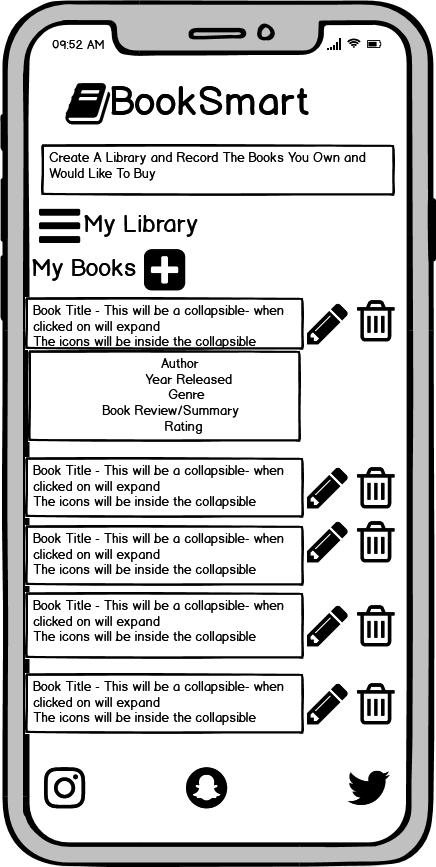 09:52 AM
BookSmart
Create A Library and Record The Books You Own and
Would Like To Buy
My Library
My Books
Book Title - This will be a collapsible- when
clicked on will expand
The icons will be inside the collapsible
Author
Year Released
Genre
Book Review/Summary
Rating
Book Title - This will be a collapsible- when
clicked on will expand
The icons will be inside the collapsible
Book Title - This will be a collapsible- when
clicked on will expand
The icons will be inside the collapsible
Book Title - This will be a collapsible- when
clicked on will expand
The icons will be inside the collapsible
Book Title - This will be a collapsible- when
clicked on will expand
The icons will be inside the collapsible